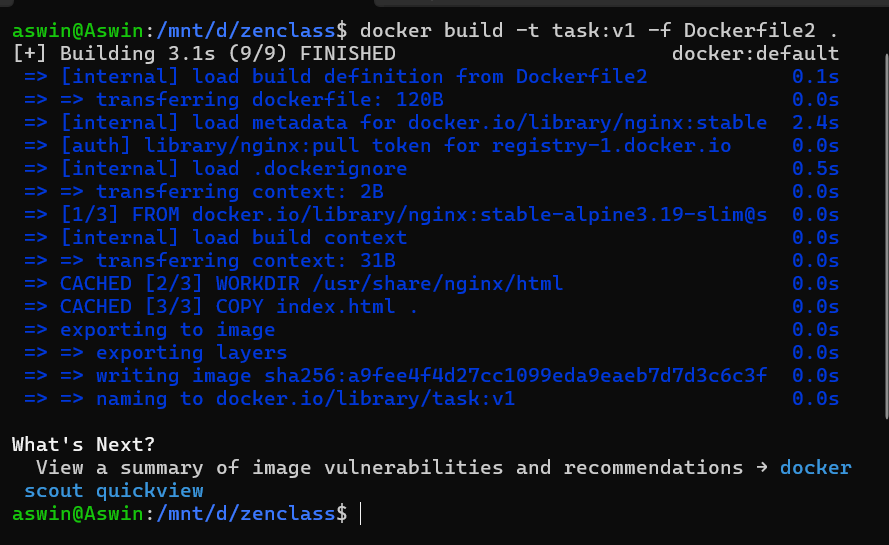 aswin@Aswin:/mnt/d/zenclass$ docker build -t task:v1 -f Dockerfile2 .
[+] Building 3.1s (9/9) FINISHED docker:default
=> [internal] load build definition from Dockerfile2 0.1s
=> => transferring dockerfile: 120B 0.0s
=> [internal] load metadata for docker.io/library/nginx:stable 2.4s
=> [auth] library/nginx:pull token for registry-1.docker.io 0.0s
=> [internal] load .dockerignore 0.5s
=> => transferring context: 2B 0.0s
=> [1/3] FROM docker.io/library/nginx:stable-alpine3.19-slim@s 0.0s
=> [internal] load build context 0.0s
=> => transferring context: 31B 0.0s
=> CACHED [2/3] WORKDIR /usr/share/nginx/html 0.0s
=> CACHED [3/3] COPY index.html . 0.0s
=> exporting to image 0.0s
=> => exporting layers 0.0s
=> => writing image sha256:a9fee4f4d27cc1099eda9eaeb7d7d3c6c3f 0.0s
=> => naming to docker.io/library/task:v1 0.0s
What's Next?
View a summary of image vulnerabilities and recommendations → docker
scout quickview
aswin@Aswin:/mnt/d/zenclass$